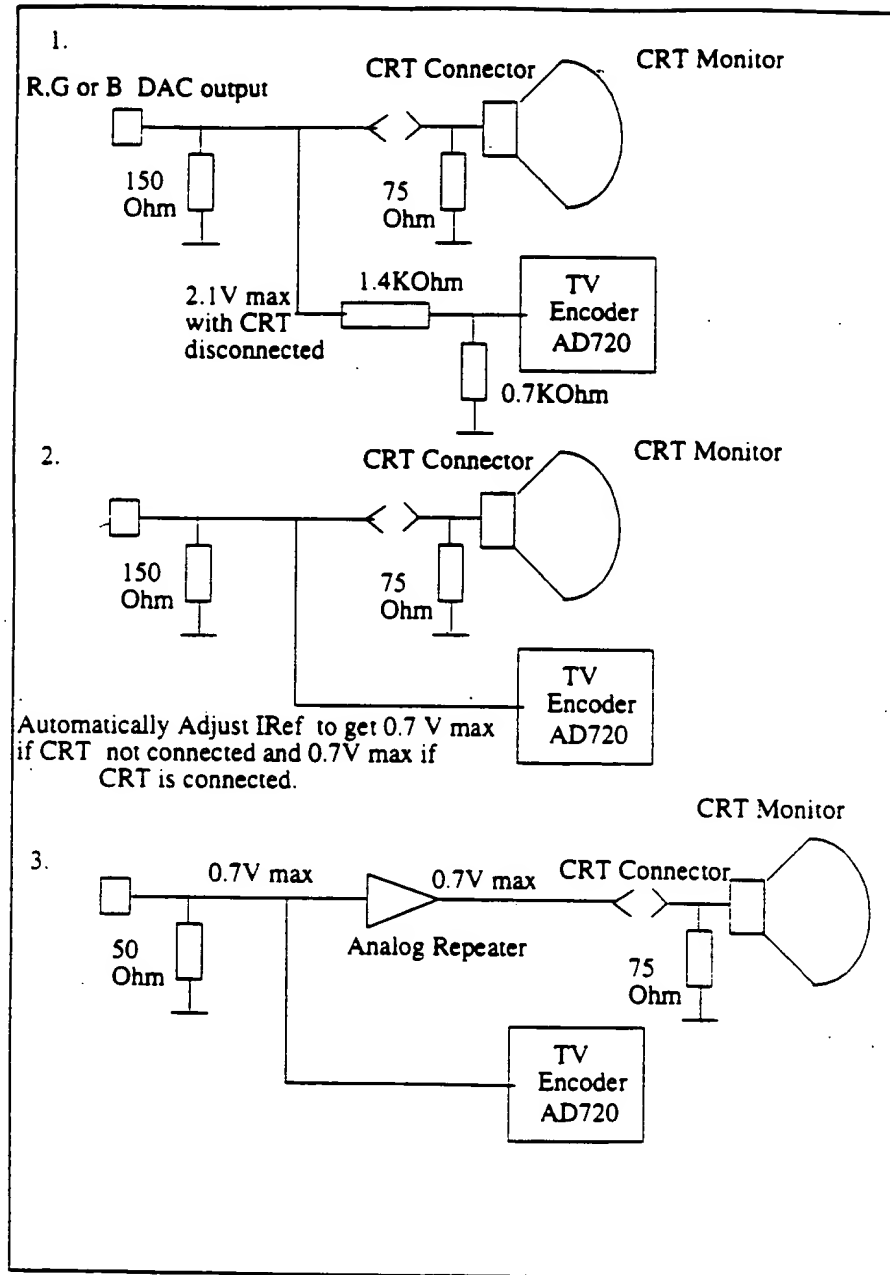 1.
CRT Connector
CRT Monitor
R.G or B DAC output
150
Ohm
75
Ohm
2.1V max
with CRT
disconnected
1.4KOhm
TV
Encoder
AD720
0.7KOhm
2.
CRT Connector
CRT Monitor
150
Ohm
75
Ohm
TV
Encoder
AD720
Automatically Adjust IRef to get 0.7 V max
if CRT not connected and 0.7V max if
CRT is connected.
CRT Monitor
3.
0.7V max
0.7V max
CRT Connector
50
Ohm
Analog Repeater
75
Ohm
TV
Encoder
AD720